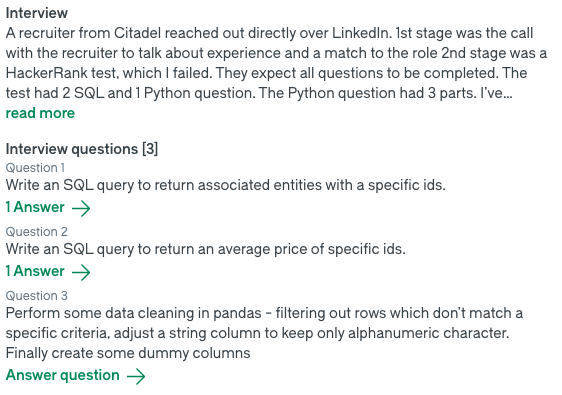 Interview
A recruiter from Citadel reached out directly over LinkedIn. 1st stage was the call
with the recruiter to talk about experience and a match to the role 2nd stage was a
HackerRank test, which I failed. They expect all questions to be completed. The
test had 2 SQL and 1 Python question. The Python question had 3 parts. I've...
read more
Interview questions [3]
Question 1
Write an SQL query to return associated entities with a specific ids.
1 Answer →
Question 2
Write an SQL query to return an average price of specific ids.
1 Answer →
Question 3
Perform some data cleaning in pandas - filtering out rows which don't match a
specific criteria, adjust a string column to keep only alphanumeric character.
Finally create some dummy columns
Answer question →